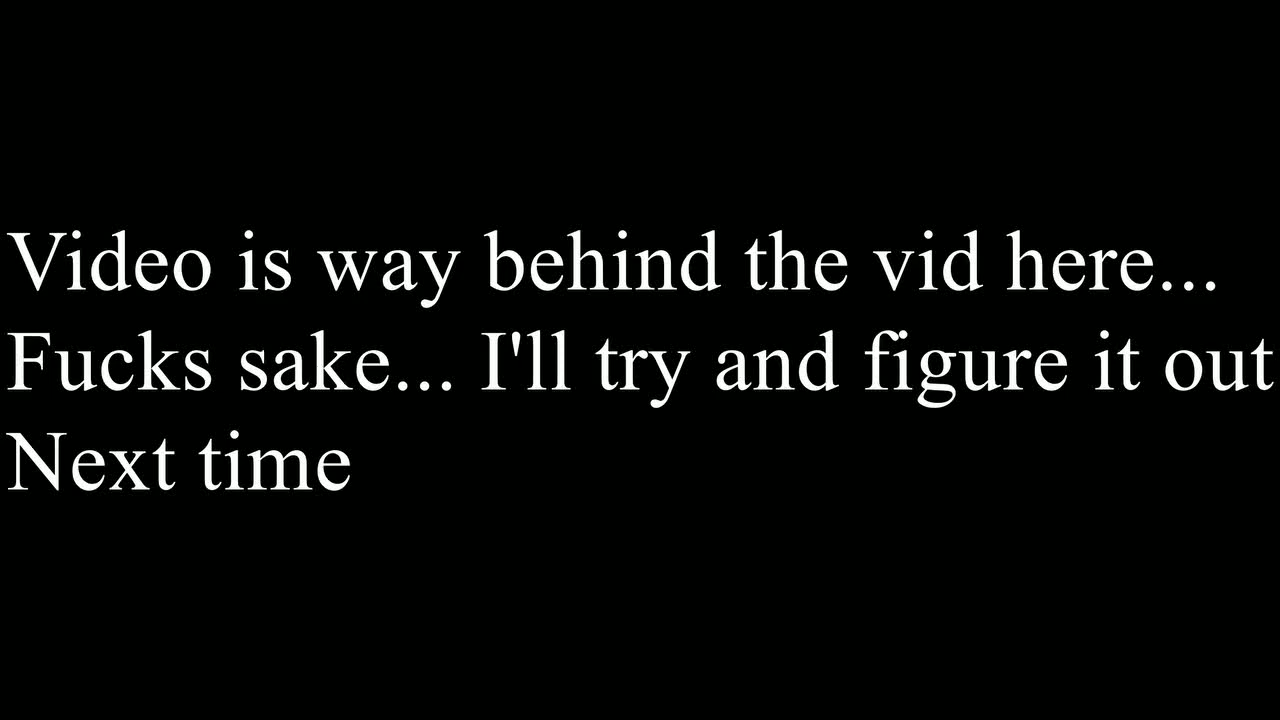 Video is way behind the vid here...
Fucks sake... I'll try and figure it out
Next time